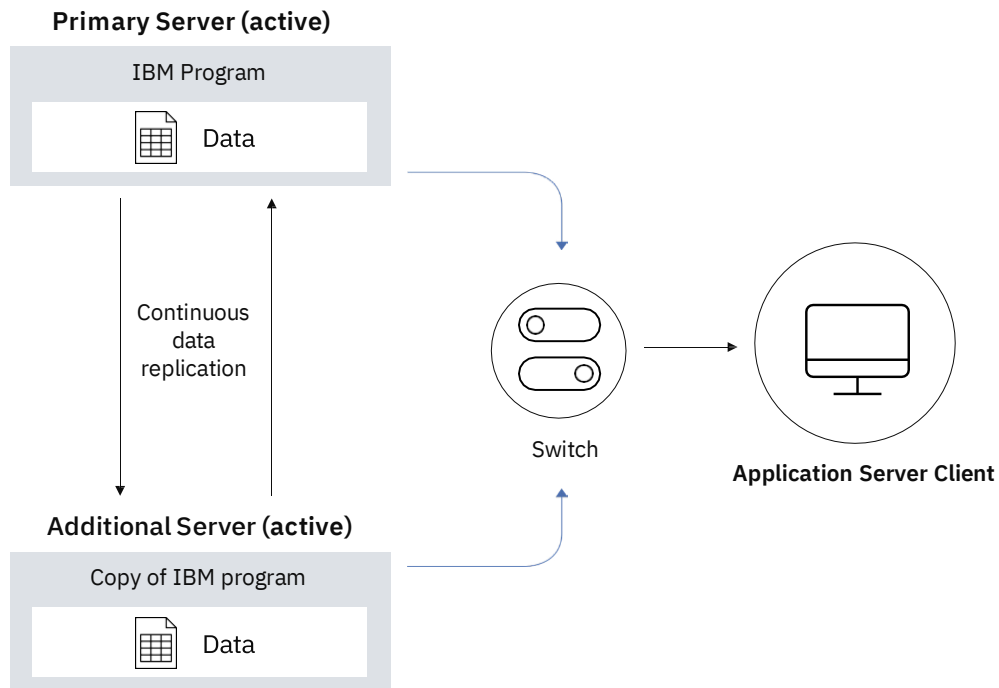 Primary Server (active)
IBM Program
Data
Continuous
data
replication
Switch
Application Server Client
Additional Server (active)
Copy of IBM program
Data